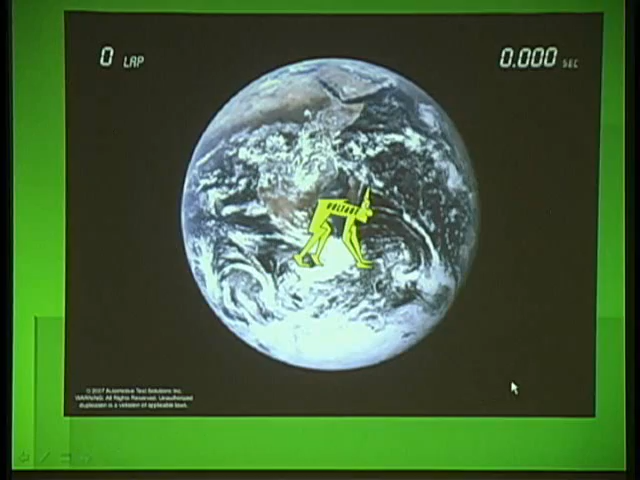 0 LAP
0.000 SEC
VOLTAGE
© 2007 Automotive Test Solutions Inc.
WARNING: All Rights Reserved. Unauthorized
duplication is a violation of applicable laws.